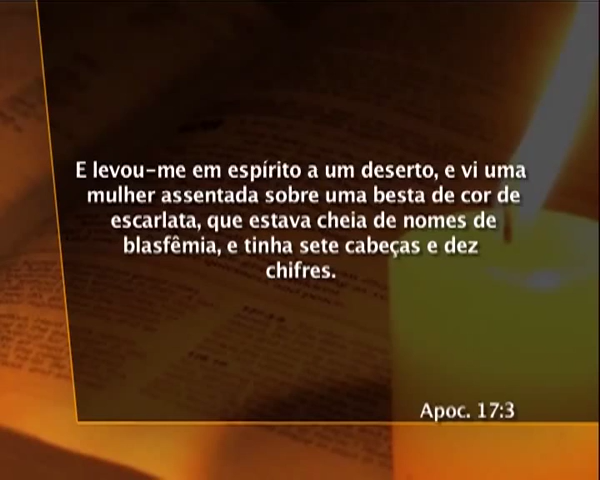 E levou-me em espírito a um deserto, e vi uma
mulher assentada sobre uma besta de cor de
escarlata, que estava cheia de nomes de
blasfêmia, e tinha sete cabeças e dez
chifres.
Apoc. 17:3